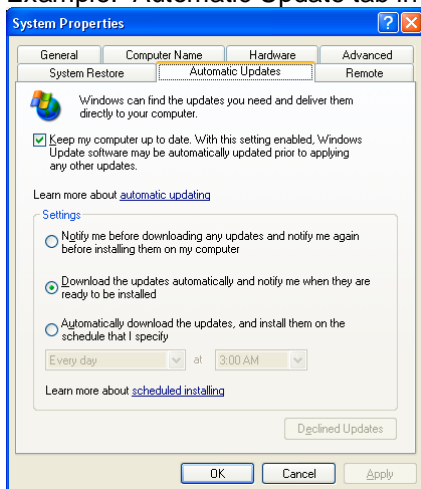 Example: Automatic Update tab in
System Properties
General Computer Name Hardware Advanced
System Restore Automatic Updates Remote
Windows can find the updates you need and deliver them
directly to your computer.
Keep my computer up to date. With this setting enabled, Windows
Update software may be automatically updated prior to applying
any other updates.
Learn more about automatic updating
Settings
Notify me before downloading any updates and notify me again
before installing them on my computer
Download the updates automatically and notify me when they are
ready to be installed
Automatically download the updates, and install them on the
schedule that I specify
Every day at 3:00 AM
Learn more about scheduled installing
Declined Updates
OK Cancel Apply